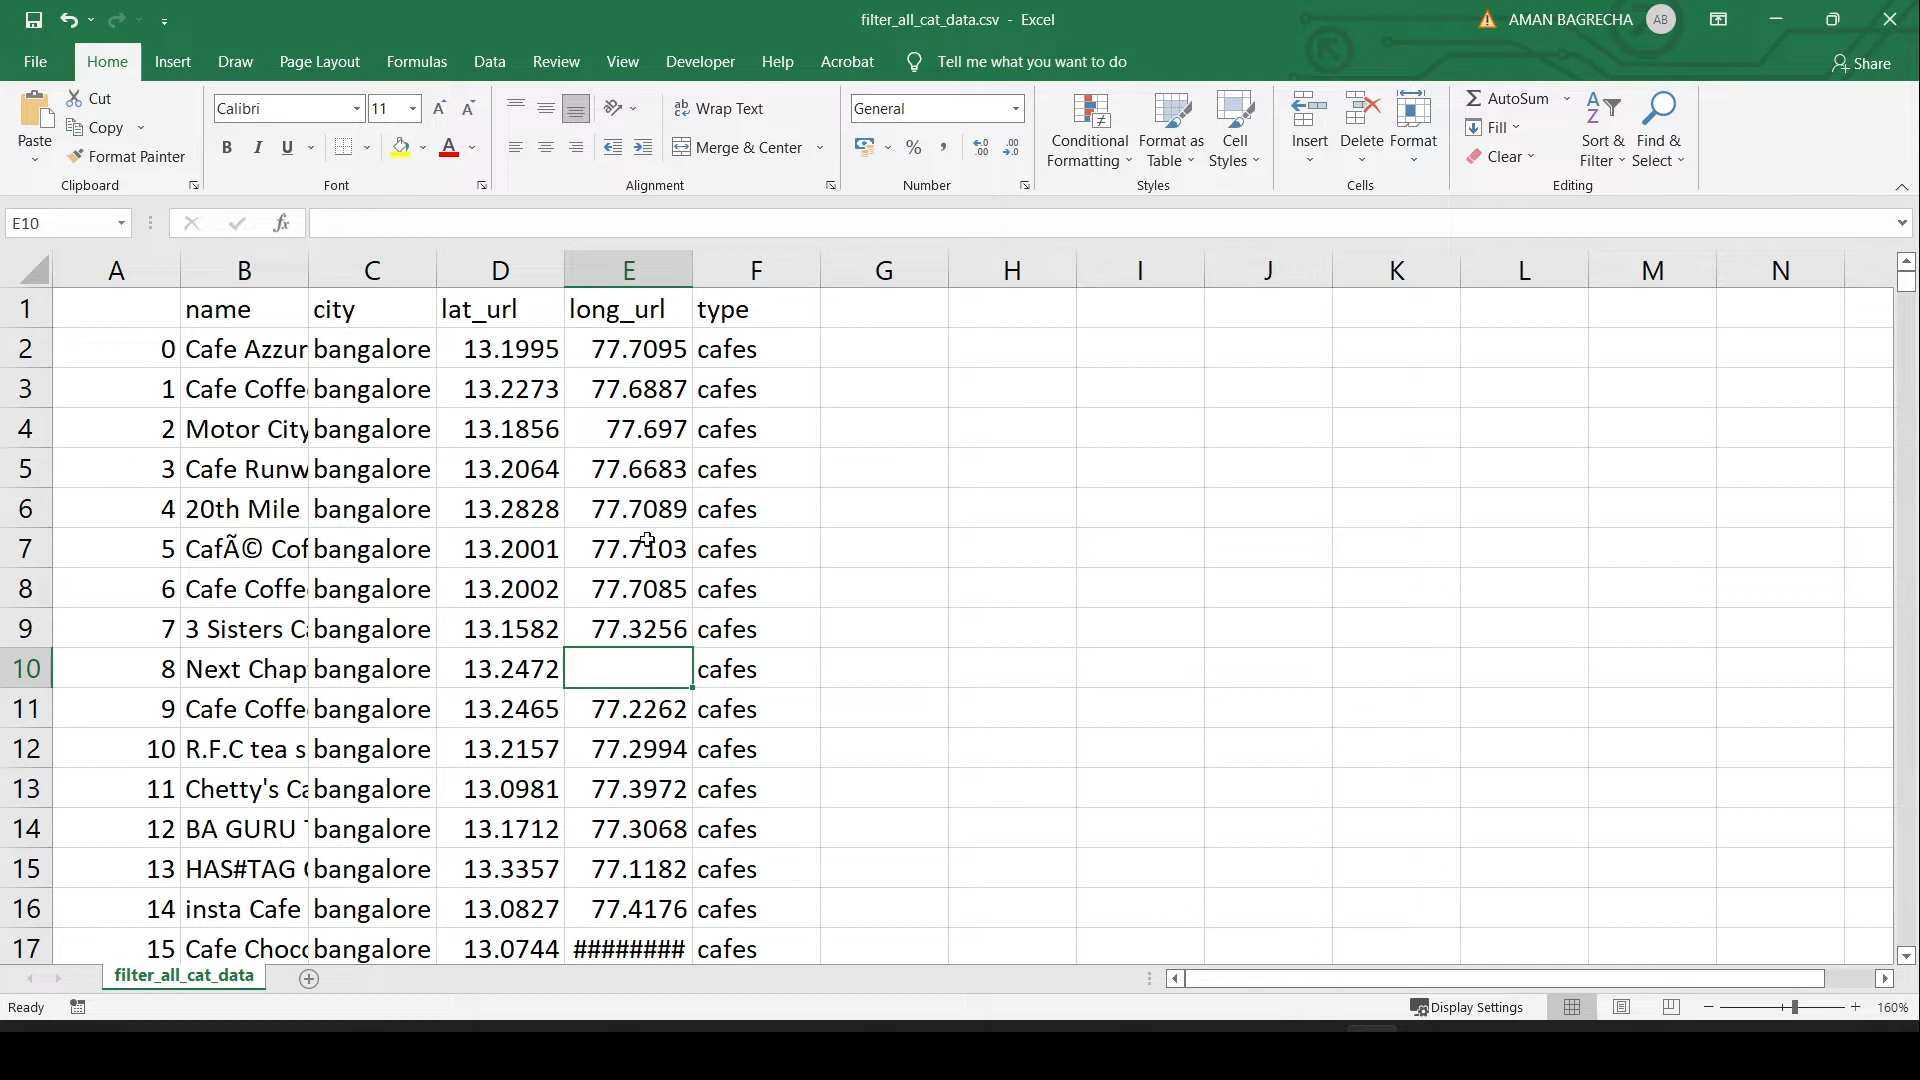 filter_all_cat_data.csv - Excel
AMAN BAGRECHA AB
File Home Insert Draw Page Layout Formulas Data Review View Developer Help Acrobat Tell me what you want to do Share
Paste
Cut
Copy
Format Painter
Clipboard
Calibri 11
B I U
Font
Wrap Text
Merge & Center
Alignment
General
% ,
Number
Conditional Formatting
Format as Table
Cell Styles
Styles
Insert Delete Format
Cells
AutoSum
Fill
Clear
Sort & Filter
Find & Select
Editing
E10 fx
A B C D E F G H I J K L M N
1 name city lat_url long_url type
2 0 Cafe Azzur bangalore 13.1995 77.7095 cafes
3 1 Cafe Coffe bangalore 13.2273 77.6887 cafes
4 2 Motor City bangalore 13.1856 77.697 cafes
5 3 Cafe Runw bangalore 13.2064 77.6683 cafes
6 4 20th Mile bangalore 13.2828 77.7089 cafes
7 5 CafÃ© Cof bangalore 13.2001 77.7103 cafes
8 6 Cafe Coffe bangalore 13.2002 77.7085 cafes
9 7 3 Sisters Ca bangalore 13.1582 77.3256 cafes
10 8 Next Chap bangalore 13.2472 cafes
11 9 Cafe Coffe bangalore 13.2465 77.2262 cafes
12 10 R.F.C tea s bangalore 13.2157 77.2994 cafes
13 11 Chetty's Ca bangalore 13.0981 77.3972 cafes
14 12 BA GURU T bangalore 13.1712 77.3068 cafes
15 13 HAS#TAG C bangalore 13.3357 77.1182 cafes
16 14 insta Cafe bangalore 13.0827 77.4176 cafes
17 15 Cafe Choco bangalore 13.0744 ######## cafes
filter_all_cat_data
Ready Display Settings 160%